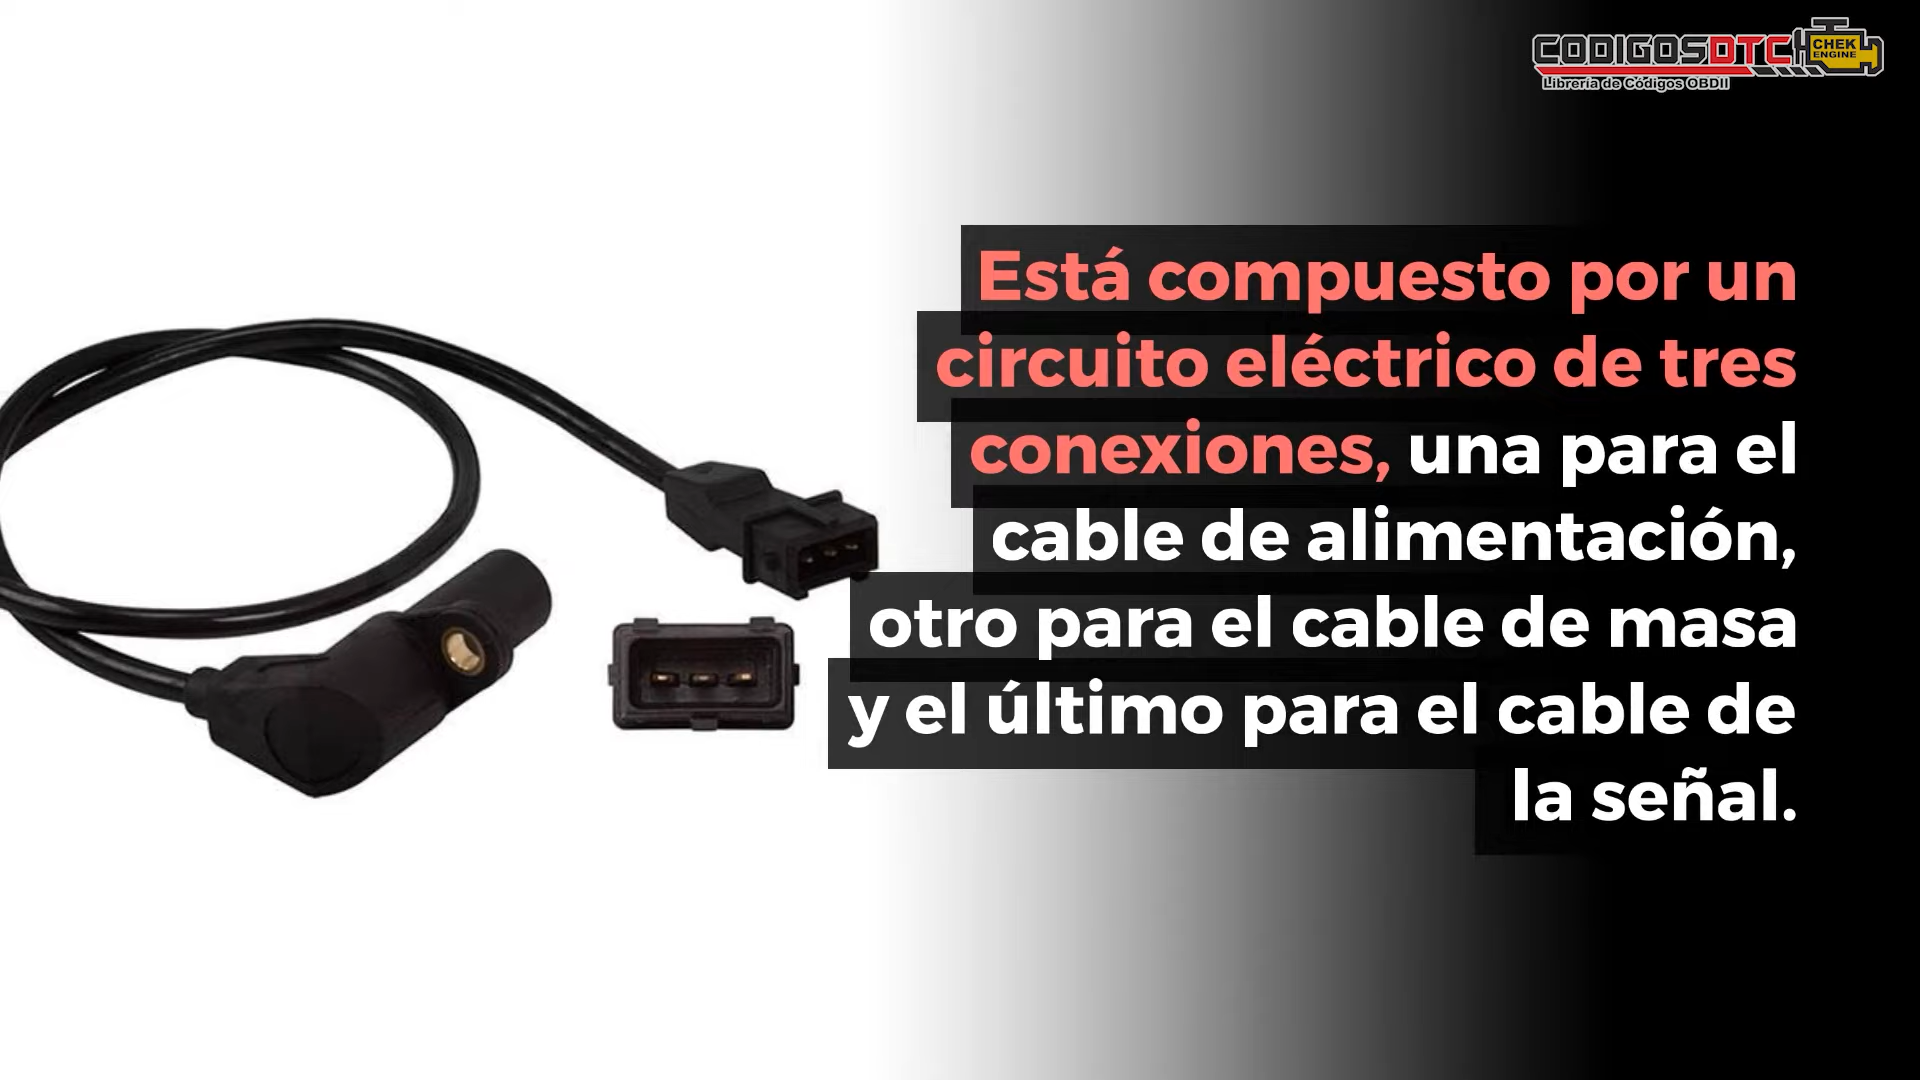 CODIGOSDTC
CHEK
ENGINE
Librería de Códigos OBDII
Está compuesto por un
circuito eléctrico de tres
conexiones, una para el
cable de alimentación,
otro para el cable de masa
y el último para el cable de
la señal.